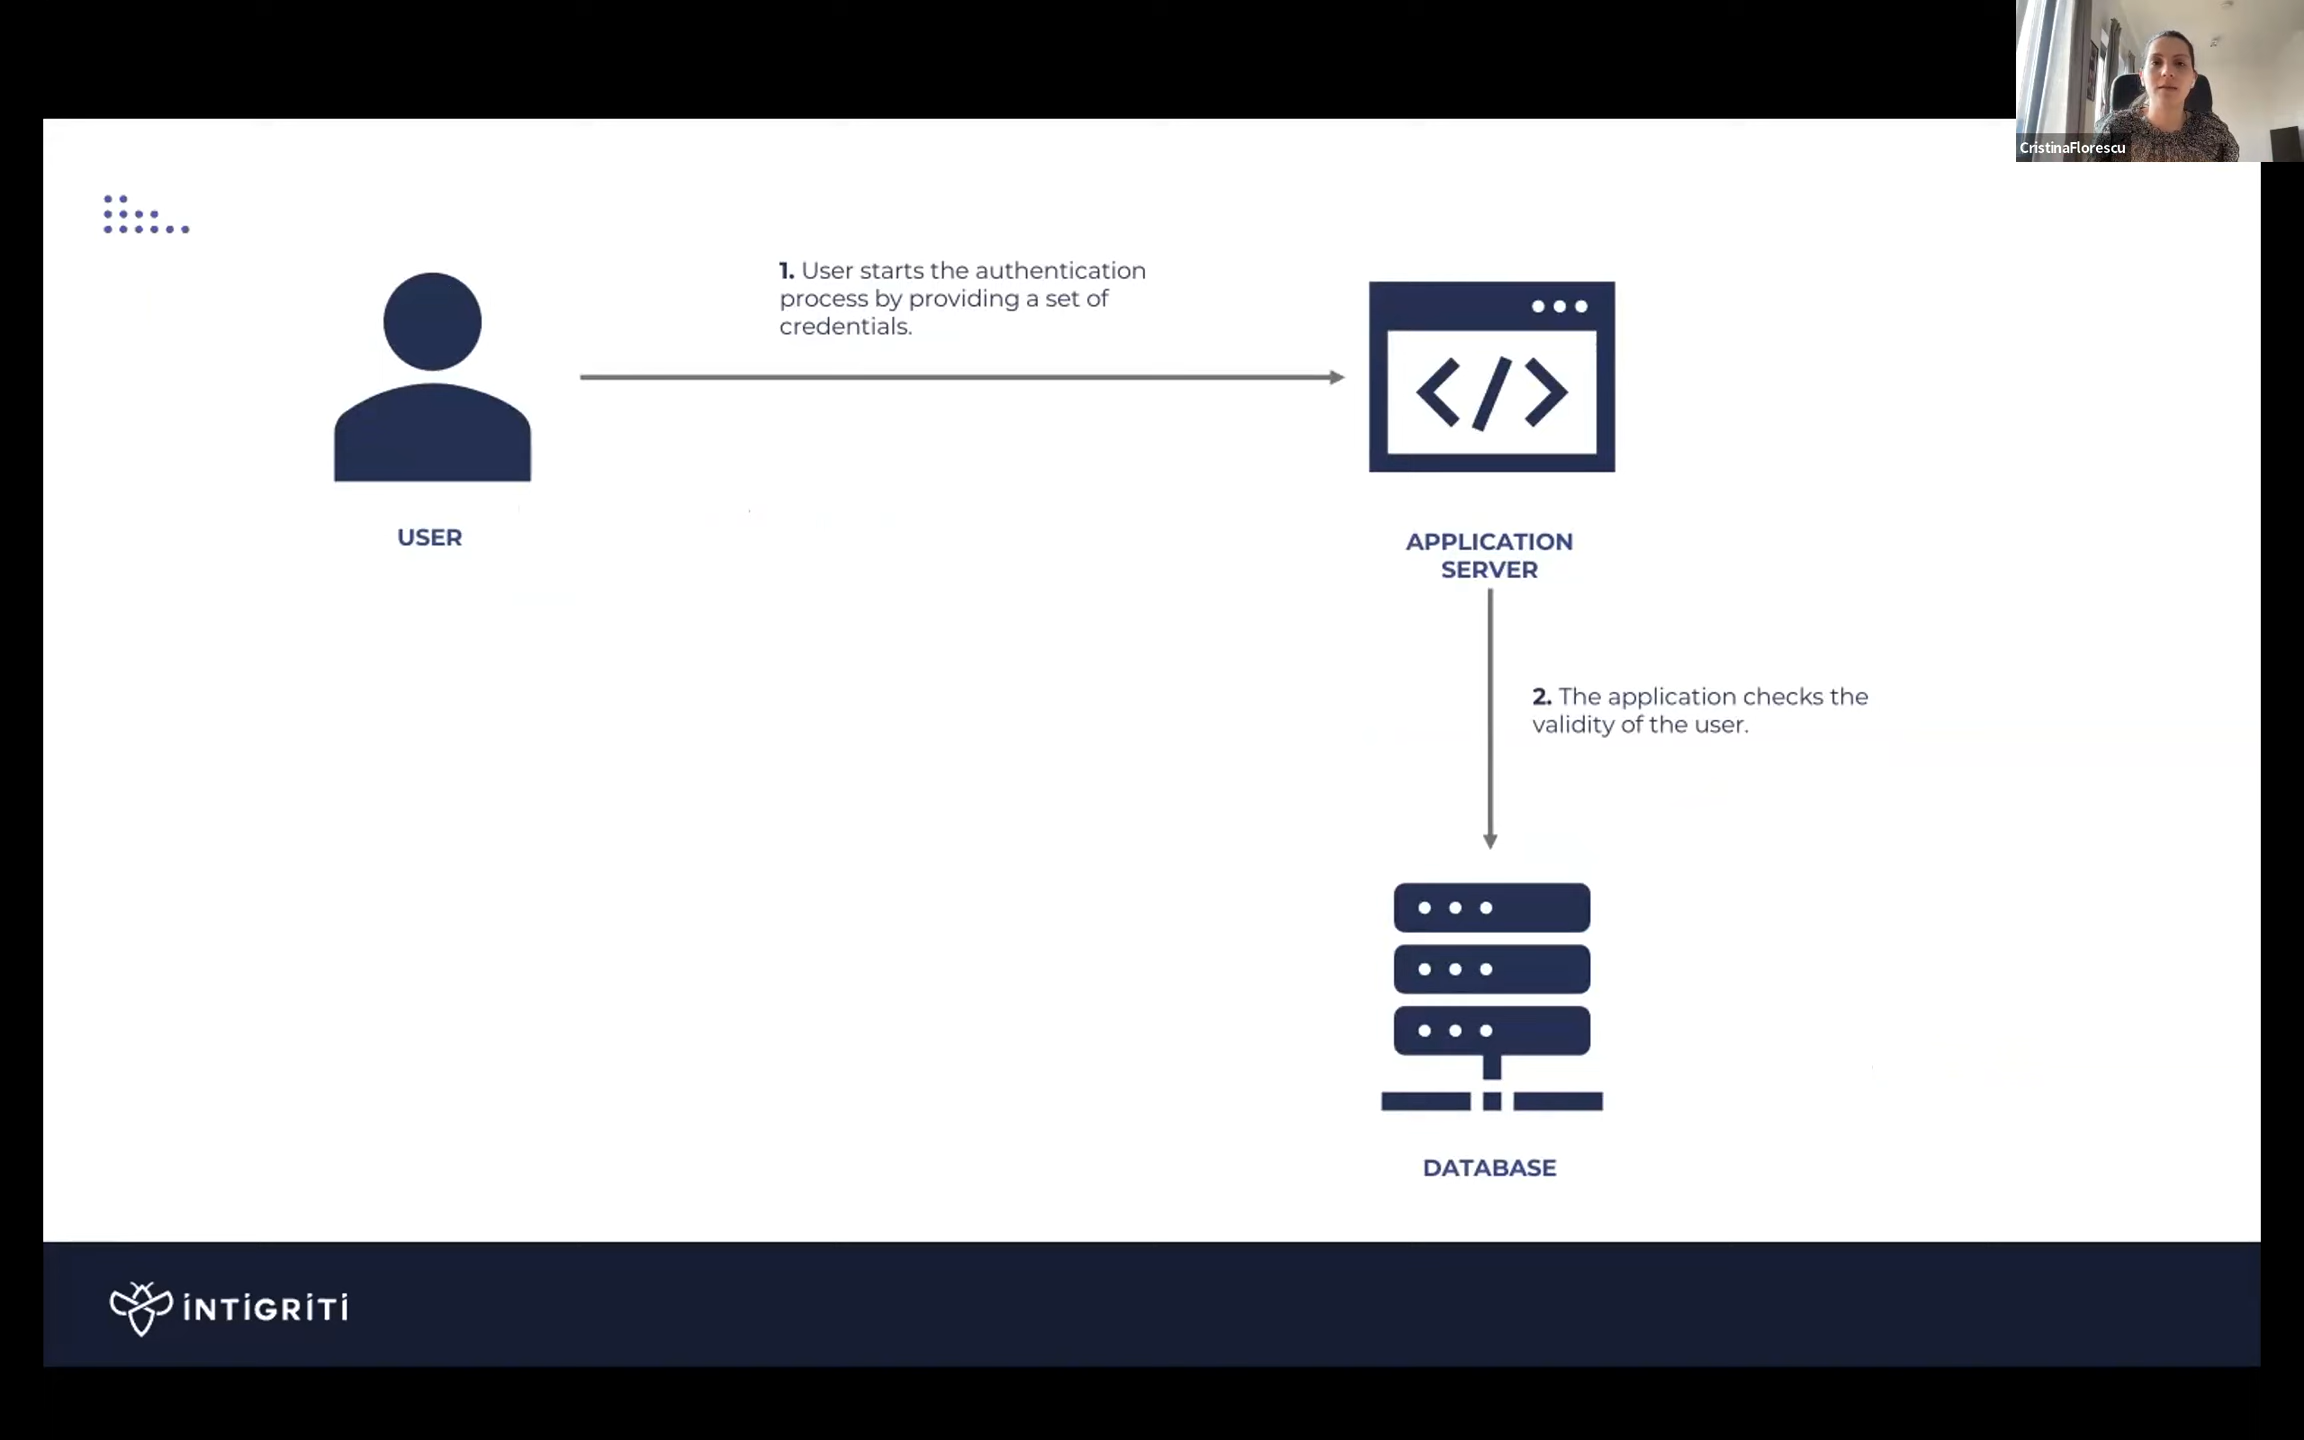 CristinaFlorescu
1. User starts the authentication
process by providing a set of
credentials.
USER
APPLICATION
SERVER
2. The application checks the
validity of the user.
DATABASE
INTIGRITI